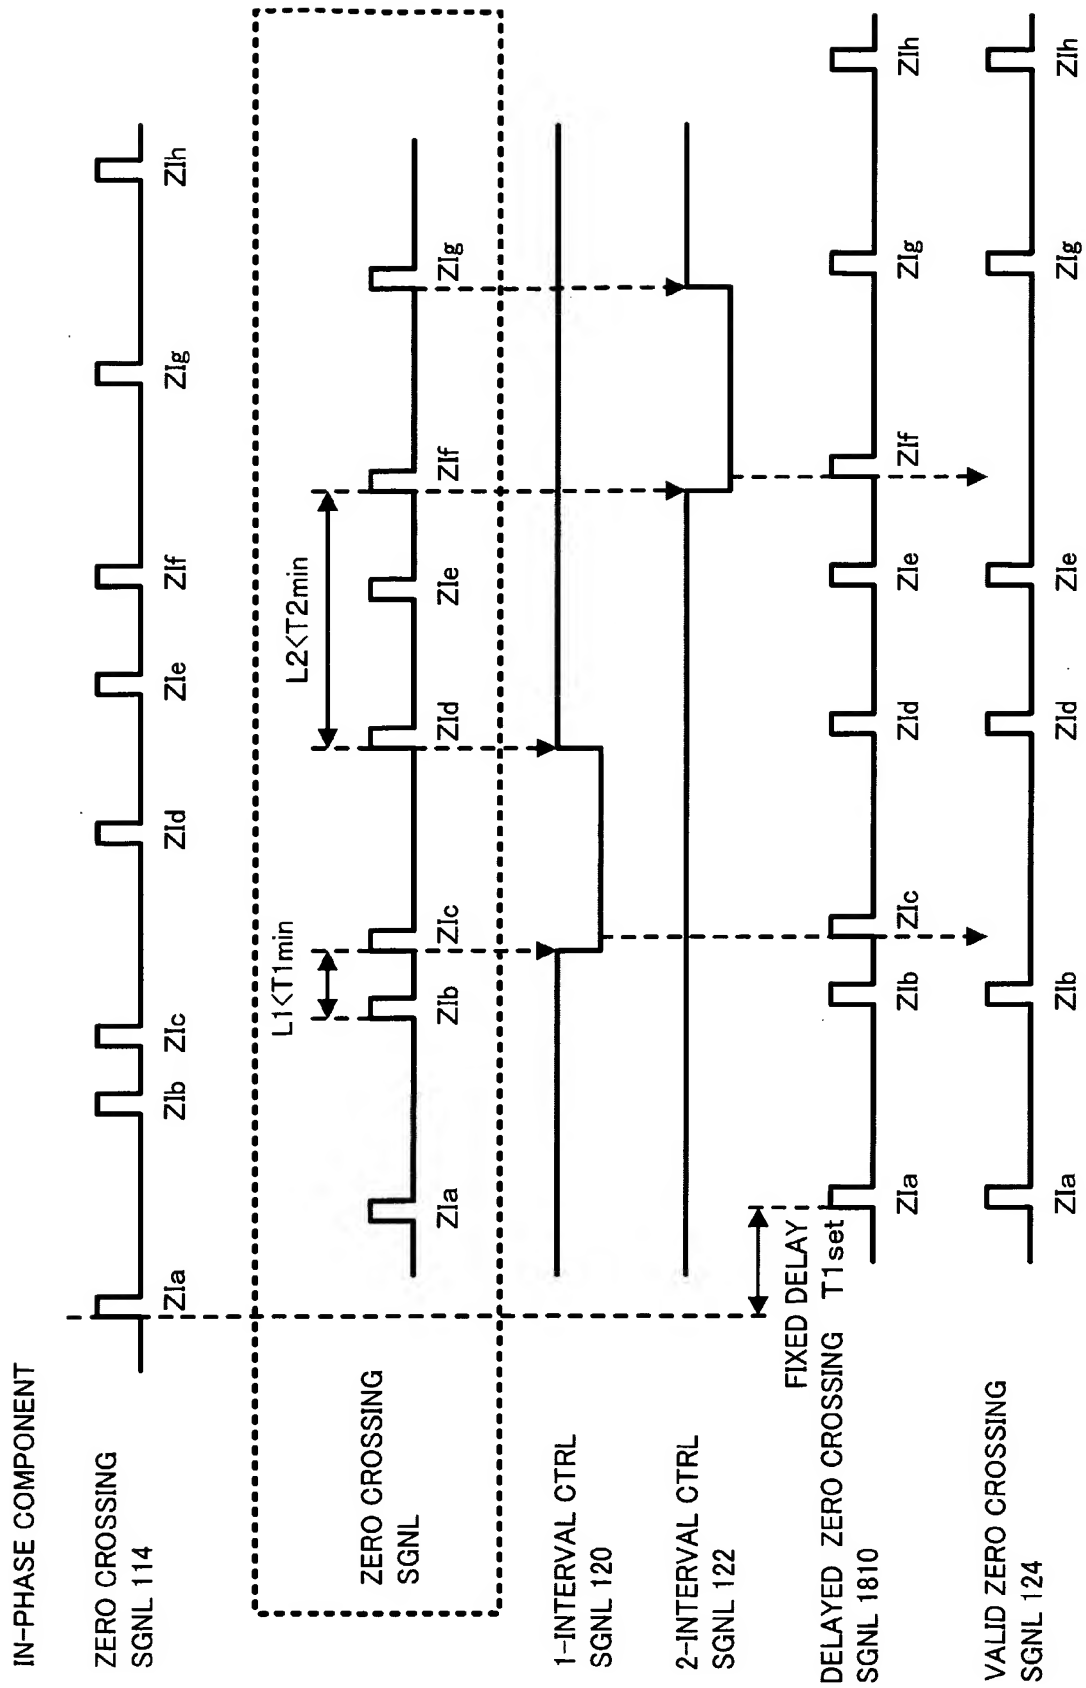 IN-PHASE COMPONENT
ZERO CROSSING
SGNL 114
ZIa
ZIb
ZIc
ZId
ZIe
ZIf
ZIg
ZIh
ZERO CROSSING
SGNL
L1<T1min
L2<T2min
ZIa
ZIb
ZIc
ZId
ZIe
ZIf
ZIg
1-INTERVAL CTRL
SGNL 120
2-INTERVAL CTRL
SGNL 122
FIXED DELAY
T1set
DELAYED ZERO CROSSING
SGNL 1810
ZIa
ZIb
ZIc
ZId
ZIe
ZIf
ZIg
ZIh
VALID ZERO CROSSING
SGNL 124
ZIa
ZIb
ZId
ZIe
ZIg
ZIh